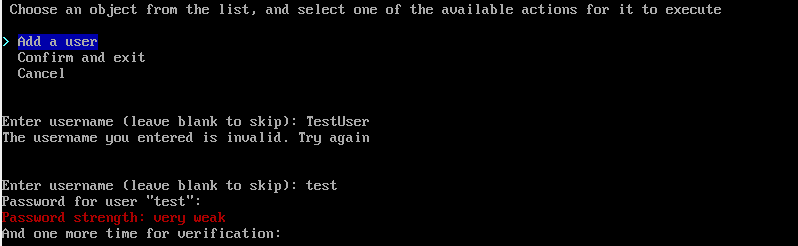 Choose an object from the list, and select one of the available actions for it to execute
> Add a user
Confirm and exit
Cancel
Enter username (leave blank to skip): TestUser
The username you entered is invalid. Try again
Enter username (leave blank to skip): test
Password for user "test":
Password strength: very weak
And one more time for verification: